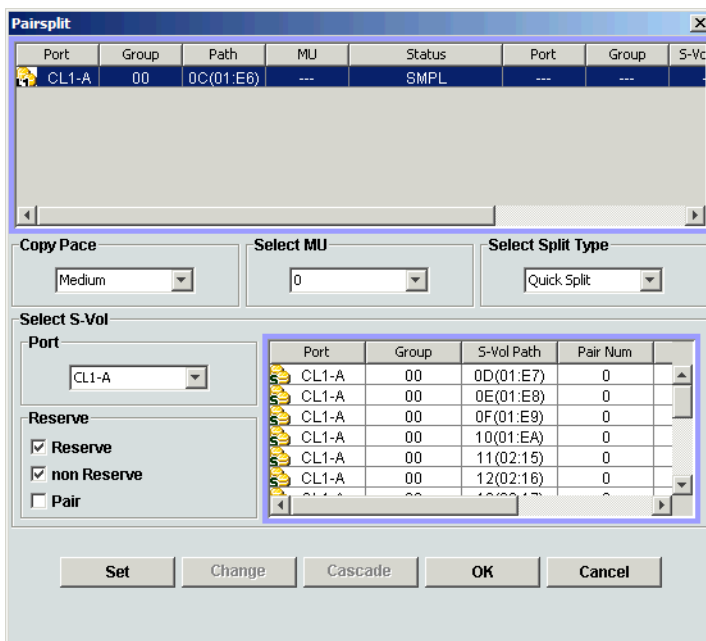 Pairsplit
Port Group Path MU Status Port Group S-Vo
CL1-A 00 0C(01:E6) --- SMPL --- --- -
Copy Pace Select MU Select Split Type
Medium 0 Quick Split
Select S-Vol
Port
CL1-A
Reserve
Reserve
non Reserve
Pair
Port Group S-Vol Path Pair Num
CL1-A 00 0D(01:E7) 0
CL1-A 00 0E(01:E8) 0
CL1-A 00 0F(01:E9) 0
CL1-A 00 10(01:EA) 0
CL1-A 00 11(02:15) 0
CL1-A 00 12(02:16) 0
Set Change Cascade OK Cancel